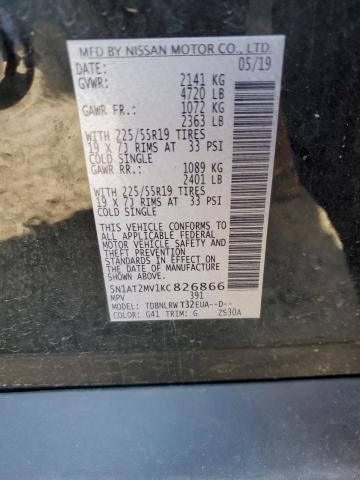 MFD BY NISSAN MOTOR CO., LTD.
DATE: 05/19
GVWR: 2141 KG
4720 LB
GAWR FR.: 1072 KG
2363 LB
WITH 225/55R19 TIRES
19 X 7J RIMS AT 33 PSI
COLD SINGLE
GAWR RR.: 1089 KG
2401 LB
WITH 225/55R19 TIRES
19 X 7J RIMS AT 33 PSI
COLD SINGLE
THIS VEHICLE CONFORMS TO
ALL APPLICABLE FEDERAL
MOTOR VEHICLE SAFETY
AND THEFT PREVENTION
STANDARDS IN EFFECT
ON THE DATE OF
MANUFACTURE SHOWN ABOVE.
5N1AT2MV1KC826866
MPV 391
MODEL: TDBNLRWT32EUA--D--
COLOR: G41 TRIM: G ZS30A